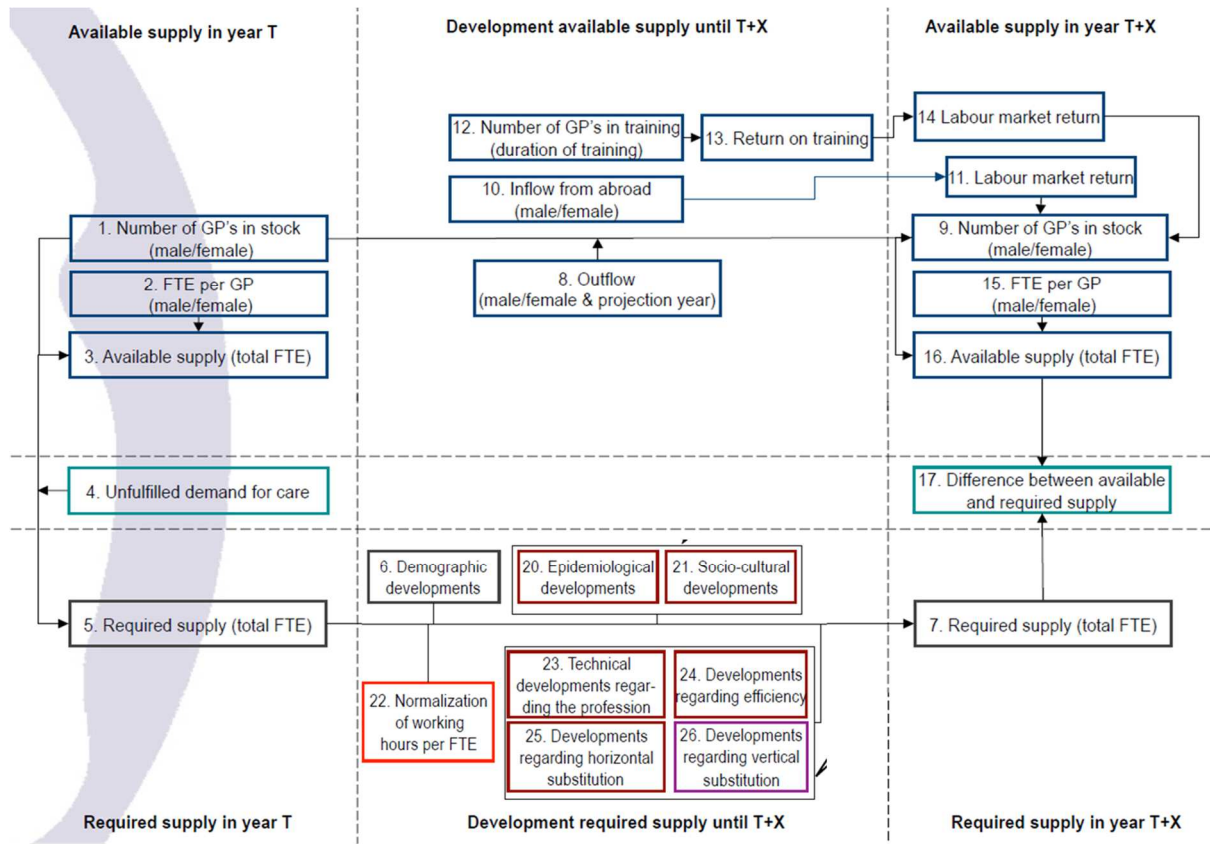 Available supply in year T
Development available supply until T+X
Available supply in year T+X
12. Number of GP's in training
(duration of training)
13. Return on training
14 Labour market return
10. Inflow from abroad
(male/female)
11. Labour market return
1. Number of GP's in stock
(male/female)
9. Number of GP's in stock
(male/female)
2. FTE per GP
(male/female)
8. Outflow
(male/female & projection year)
15. FTE per GP
(male/female)
3. Available supply (total FTE)
16. Available supply (total FTE)
4. Unfulfilled demand for care
17. Difference between available
and required supply
6. Demographic
developments
20. Epidemiological
developments
21. Socio-cultural
developments
5. Required supply (total FTE)
7. Required supply (total FTE)
22. Normalization
of working
hours per FTE
23. Technical
developments regar-
ding the profession
24. Developments
regarding efficiency
25. Developments
regarding horizontal
substitution
26. Developments
regarding vertical
substitution
Required supply in year T
Development required supply until T+X
Required supply in year T+X